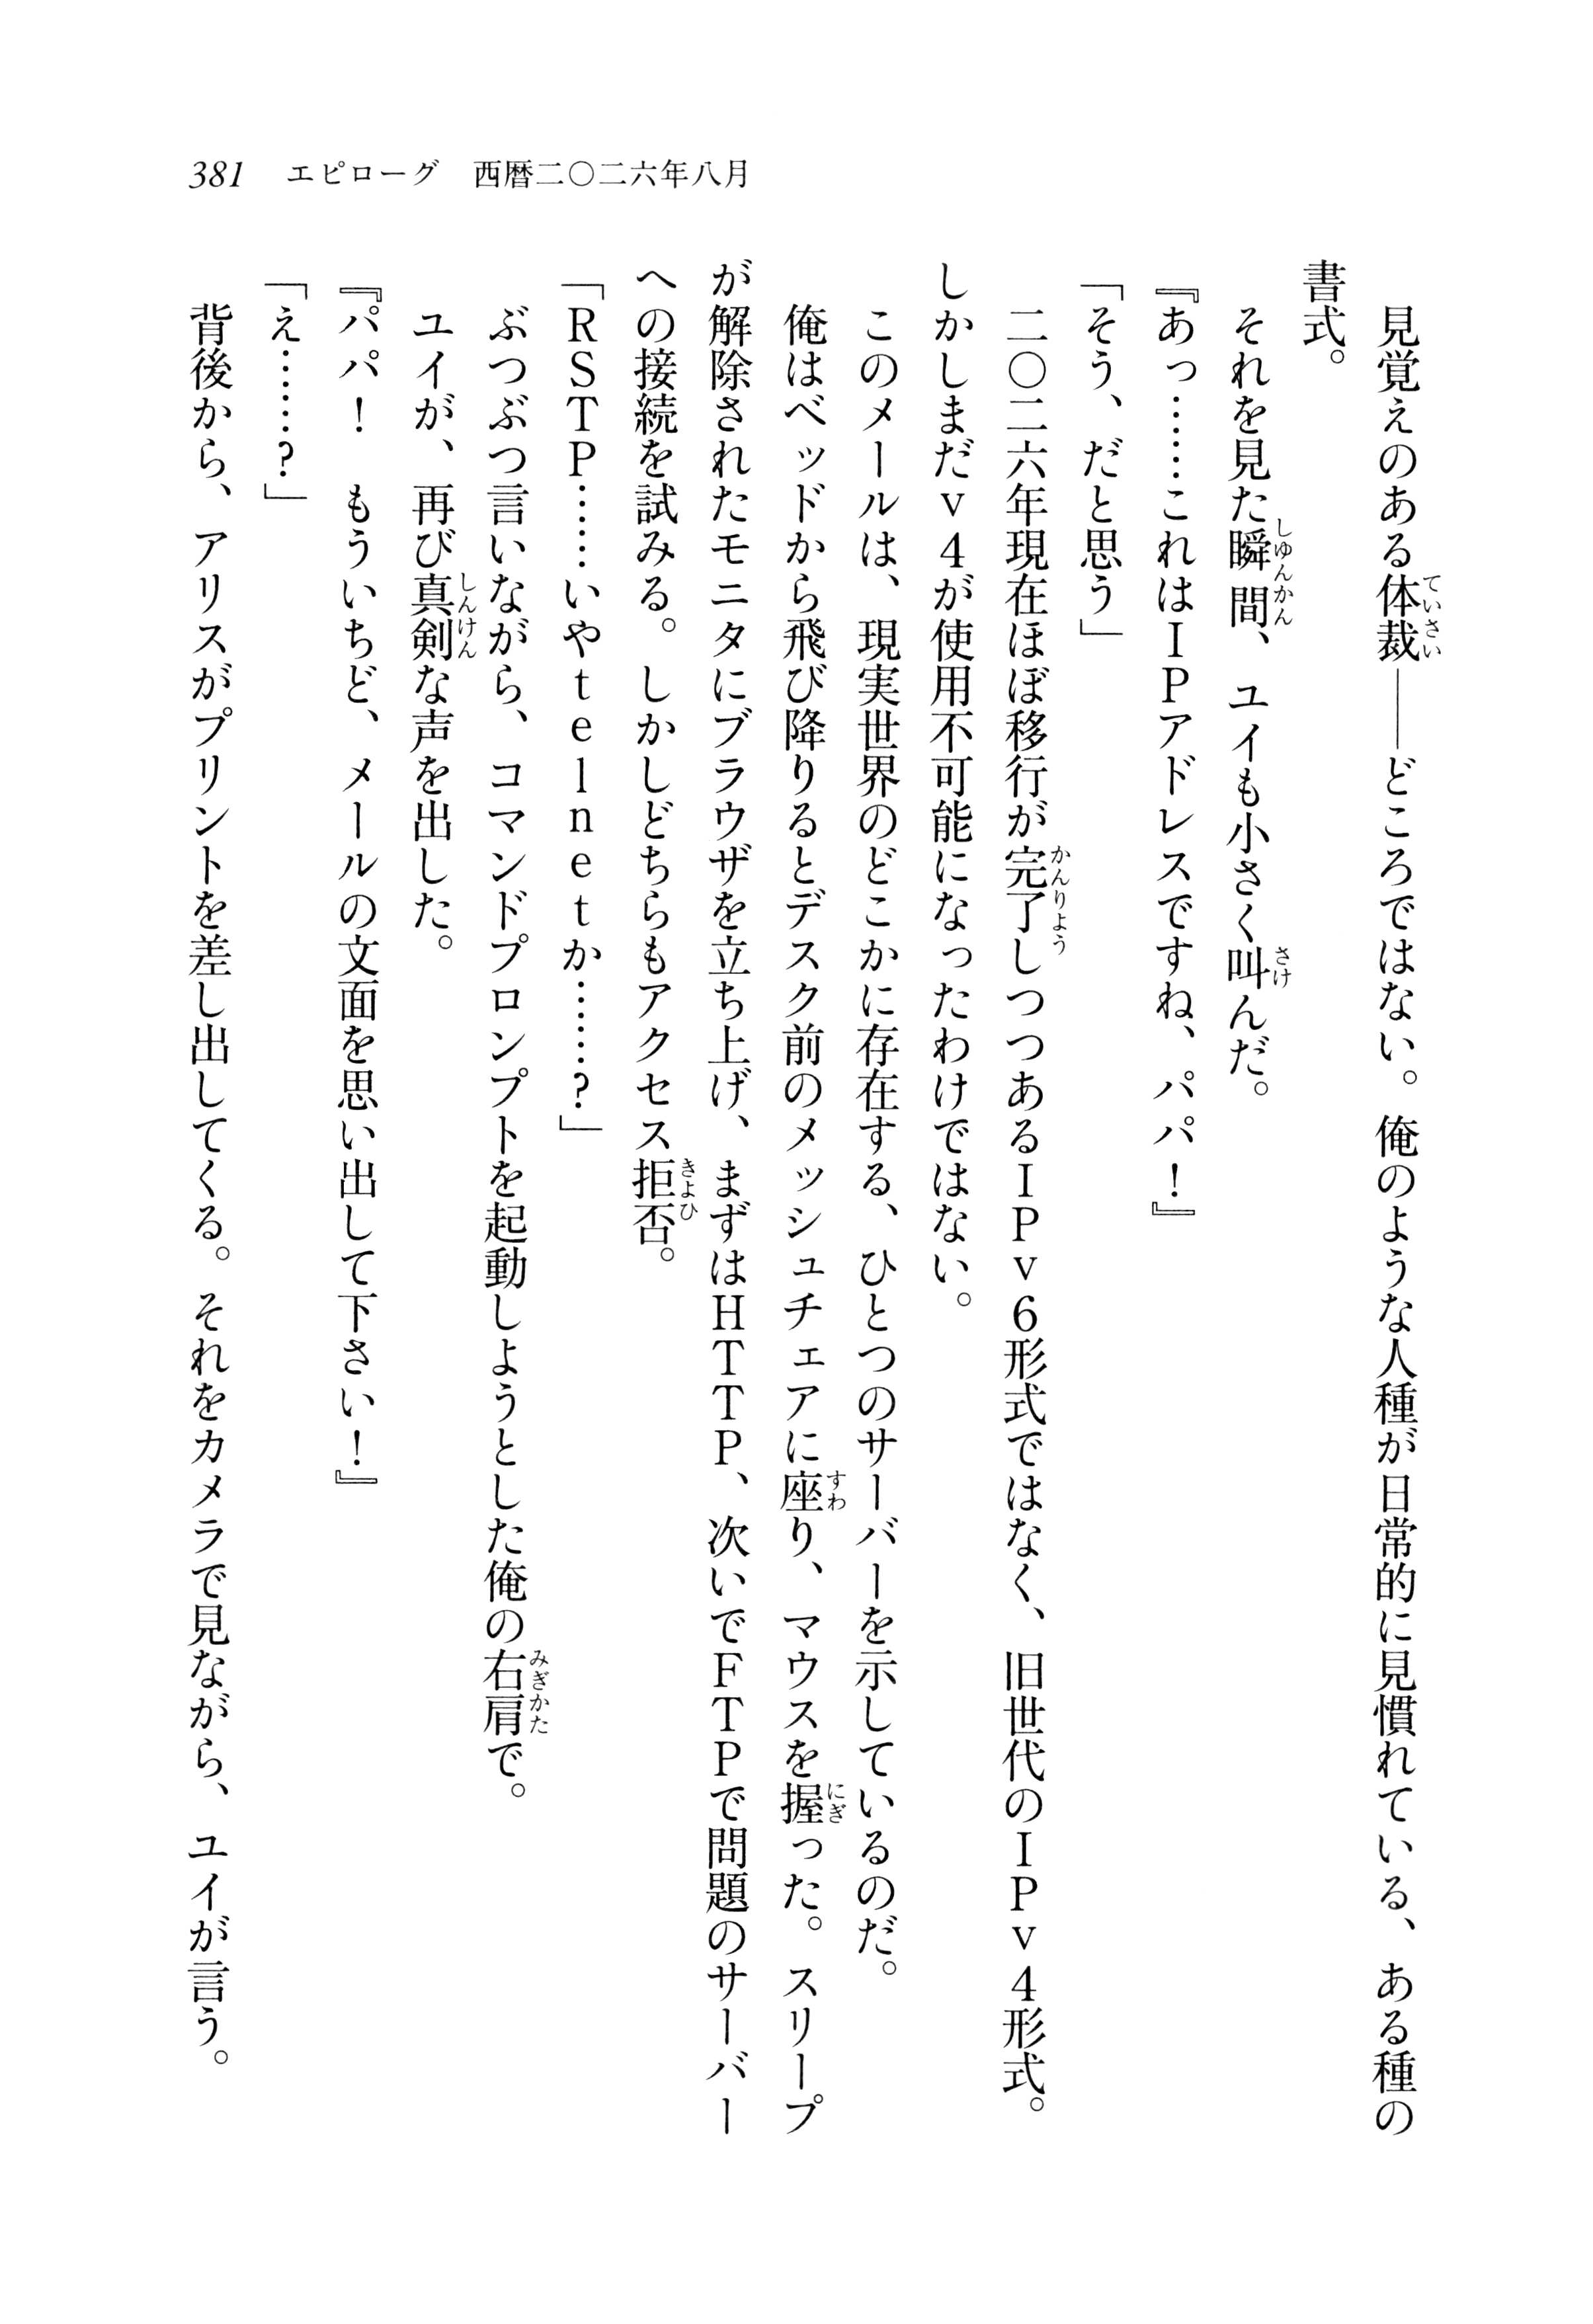 381　エピローグ　西暦二〇二六年八月
　見覚えのある体裁――どころではない。俺のような人種が日常的に見慣れている、ある種の
書式。
　それを見た瞬間、ユイも小さく叫んだ。
『あっ……これはIPアドレスですね、パパ！』
「そう、だと思う」
　二〇二六年現在ほぼ移行が完了しつつあるIPv6形式ではなく、旧世代のIPv4形式。
しかしまだv4が使用不可能になったわけではない。
　このメールは、現実世界のどこかに存在する、ひとつのサーバーを示しているのだ。
　俺はベッドから飛び降りるとデスク前のメッシュチェアに座り、マウスを握った。スリープ
が解除されたモニタにブラウザを立ち上げ、まずはHTTP、次いでFTPで問題のサーバー
への接続を試みる。しかしどちらもアクセス拒否。
「RSTP……いやtelnetか……？」
　ぶつぶつ言いながら、コマンドプロンプトを起動しようとした俺の右肩で。
　ユイが、再び真剣な声を出した。
『パパ！　もういちど、メールの文面を思い出して下さい！』
「え……？」
　背後から、アリスがプリントを差し出してくる。それをカメラで見ながら、ユイが言う。